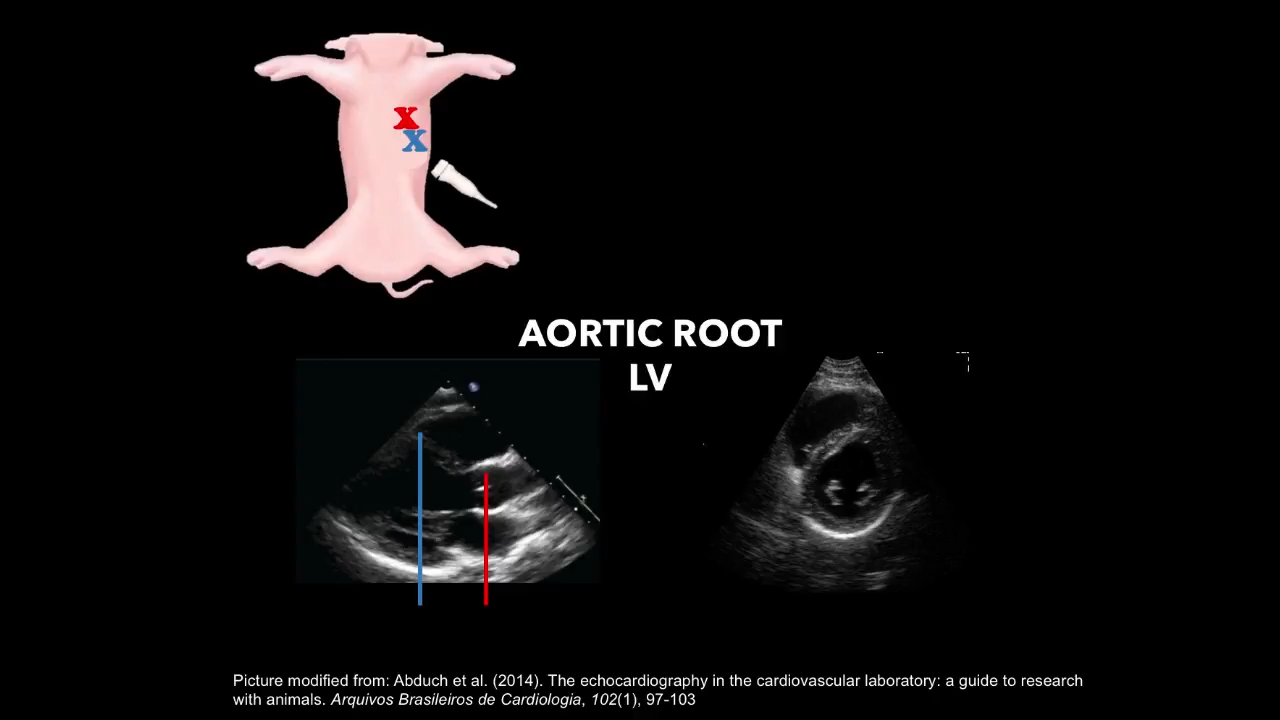 X
X
AORTIC ROOT
LV
Picture modified from: Abduch et al. (2014). The echocardiography in the cardiovascular laboratory: a guide to research
with animals. Arquivos Brasileiros de Cardiologia, 102(1), 97-103